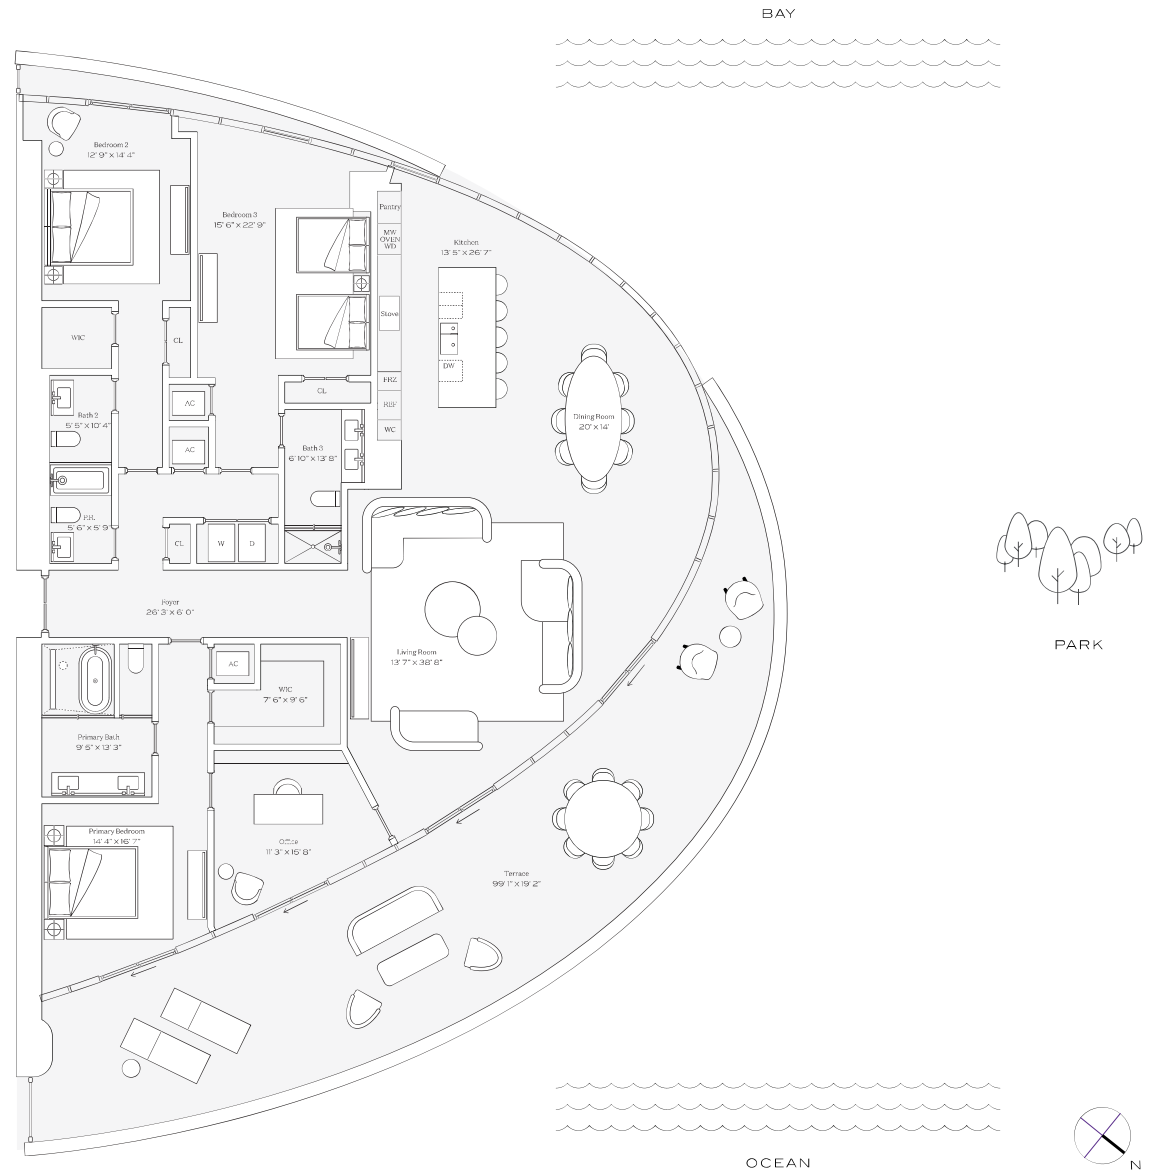 BAY
Bedroom 2
12' 9" X 14' 4"
Pantry
Bedroom 3
15' 6" X 22' 9"
MW
OVEN
WD
Kitchen
13' 5" X 26' 7"
Stove
WIC
CL
DW
FRZ
CL
AC
REF
Bath 2
5' 5" X 10' 4"
Dining Room
20' X 14'
WC
AC
Bath 3
6' 10" X 13' 8"
P.R.
5' 6" X 5' 9"
CL
W
D
Foyer
26' 3" X 6' 0"
PARK
Living Room
13' 7" X 38' 8"
AC
WIC
7' 6" X 9' 6"
Primary Bath
9' 5" X 13' 3"
Primary Bedroom
14' 4" X 16' 7"
Office
11' 3" X 15' 8"
Terrace
99' 1" X 19' 2"
OCEAN
N